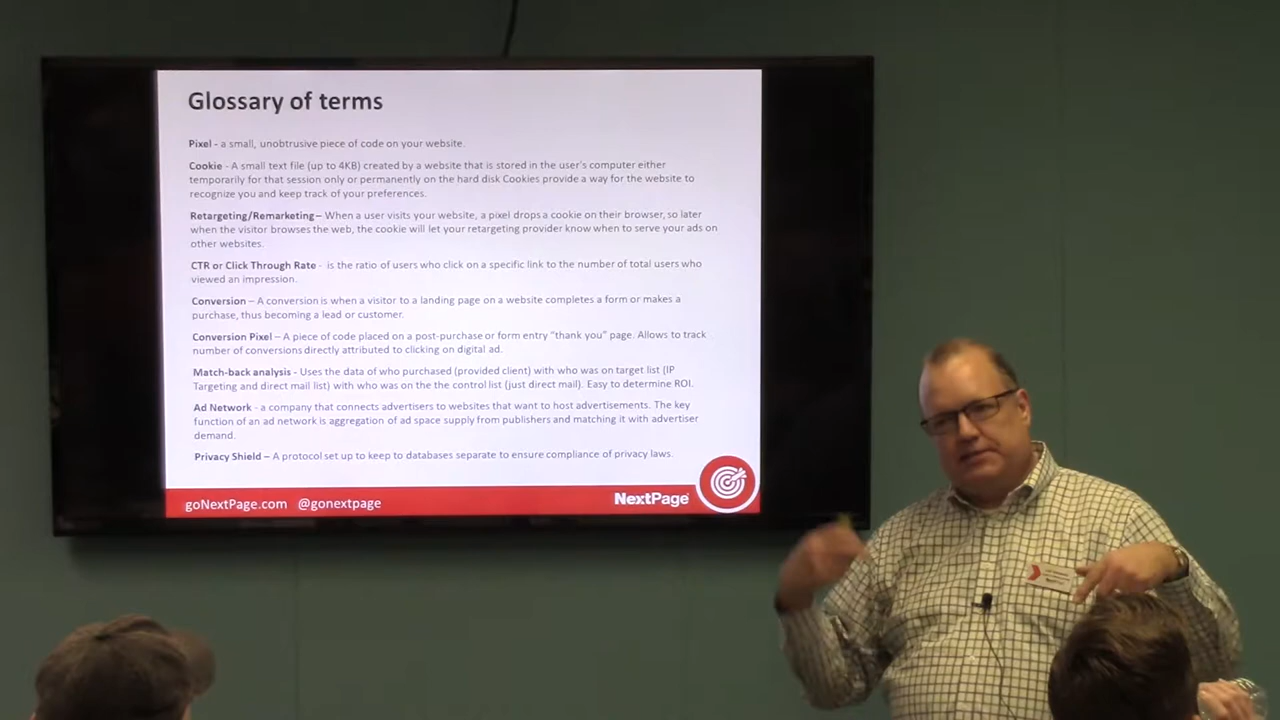 Glossary of terms
Pixel - a small, unobtrusive piece of code on your website.
Cookie - A small text file (up to 4KB) created by a website that is stored in the user's computer either
temporarily for that session only or permanently on the hard disk Cookies provide a way for the website to
recognize you and keep track of your preferences.
Retargeting/Remarketing – When a user visits your website, a pixel drops a cookie on their browser, so later
when the visitor browses the web, the cookie will let your retargeting provider know when to serve your ads on
other websites.
CTR or Click Through Rate - is the ratio of users who click on a specific link to the number of total users who
viewed an impression.
Conversion – A conversion is when a visitor to a landing page on a website completes a form or makes a
purchase, thus becoming a lead or customer.
Conversion Pixel – A piece of code placed on a post-purchase or form entry "thank you" page. Allows to track
number of conversions directly attributed to clicking on digital ad.
Match-back analysis - Uses the data of who purchased (provided client) with who was on target list (IP
Targeting and direct mail list) with who was on the the control list (just direct mail). Easy to determine ROI.
Ad Network - a company that connects advertisers to websites that want to host advertisements. The key
function of an ad network is aggregation of ad space supply from publishers and matching it with advertiser
demand.
Privacy Shield – A protocol set up to keep to databases separate to ensure compliance of privacy laws.
goNextPage.com @gonextpage
NextPage